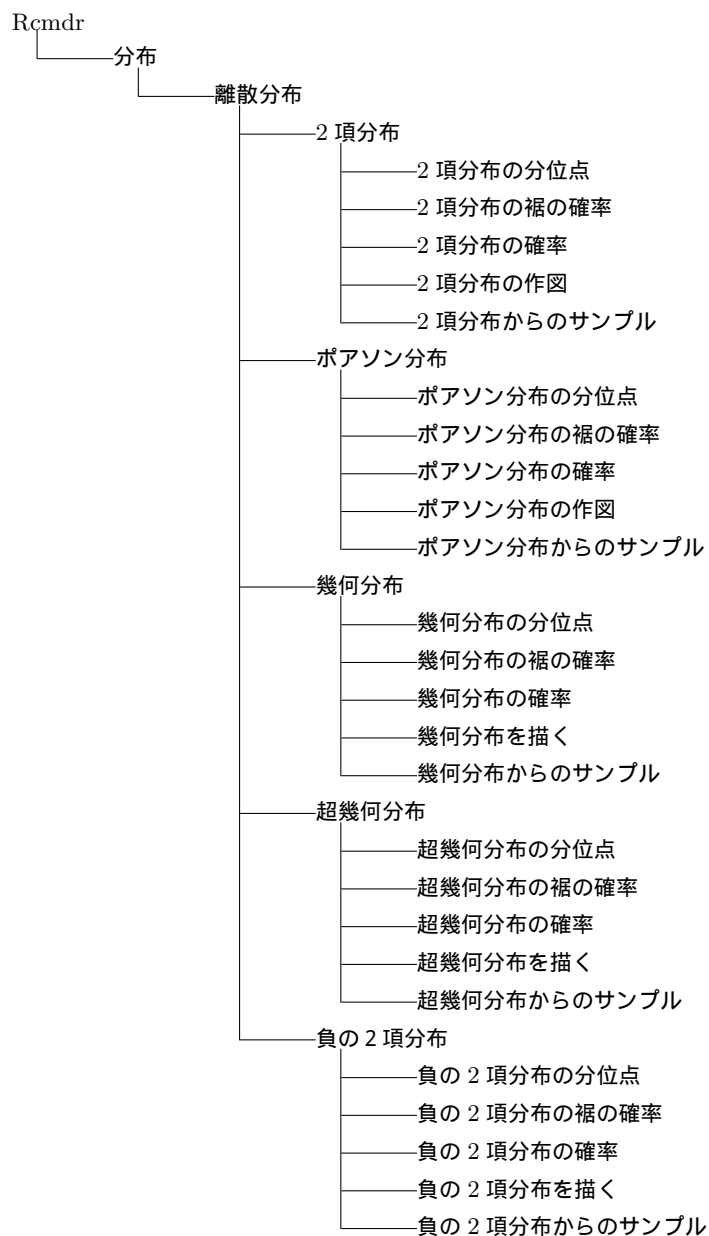 Rcmdr
分布
離散分布
2 項分布
2 項分布の分位点
2 項分布の裾の確率
2 項分布の確率
2 項分布の作図
2 項分布からのサンプル
ポアソン分布
ポアソン分布の分位点
ポアソン分布の裾の確率
ポアソン分布の確率
ポアソン分布の作図
ポアソン分布からのサンプル
幾何分布
幾何分布の分位点
幾何分布の裾の確率
幾何分布の確率
幾何分布を描く
幾何分布からのサンプル
超幾何分布
超幾何分布の分位点
超幾何分布の裾の確率
超幾何分布の確率
超幾何分布を描く
超幾何分布からのサンプル
負の 2 項分布
負の 2 項分布の分位点
負の 2 項分布の裾の確率
負の 2 項分布の確率
負の 2 項分布を描く
負の 2 項分布からのサンプル